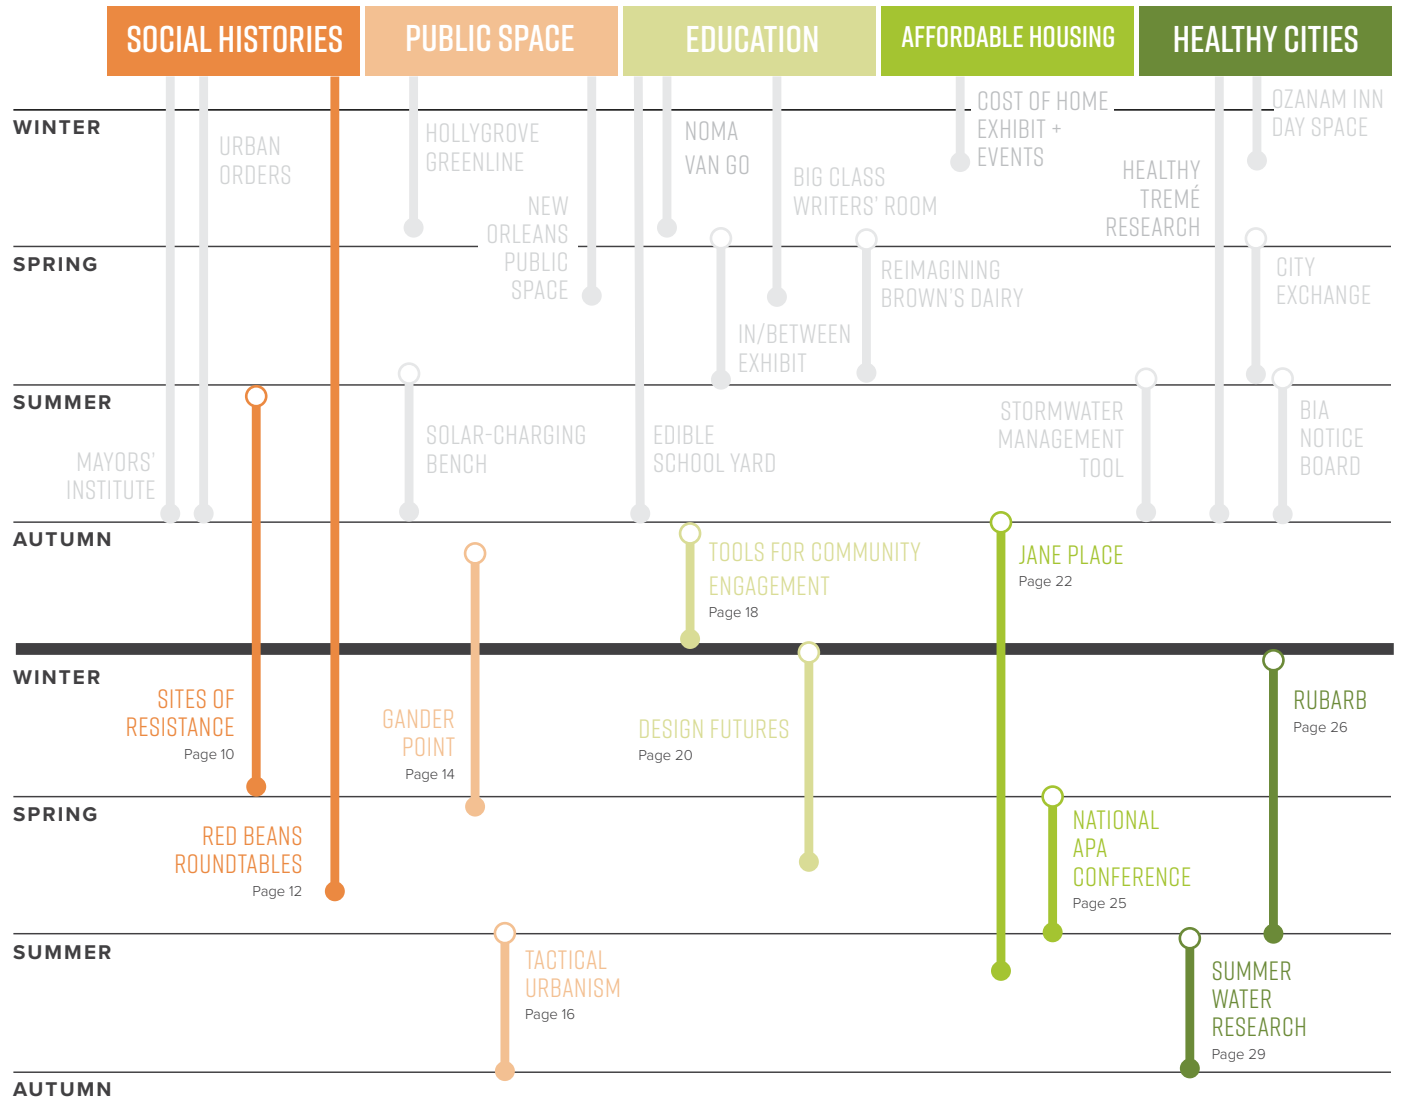 SOCIAL HISTORIES
PUBLIC SPACE
EDUCATION
AFFORDABLE HOUSING
HEALTHY CITIES
WINTER
URBAN
ORDERS
HOLLYGROVE
GREENLINE
NEW
ORLEANS
PUBLIC
SPACE
NOMA
VAN GO
BIG CLASS
WRITERS' ROOM
COST OF HOME
EXHIBIT +
EVENTS
HEALTHY
TREMÉ
RESEARCH
OZANAM INN
DAY SPACE
SPRING
IN/BETWEEN
EXHIBIT
REIMAGINING
BROWN'S DAIRY
CITY
EXCHANGE
SUMMER
MAYORS'
INSTITUTE
SOLAR-CHARGING
BENCH
EDIBLE
SCHOOL YARD
STORMWATER
MANAGEMENT
TOOL
BIA
NOTICE
BOARD
AUTUMN
TOOLS FOR COMMUNITY
ENGAGEMENT
Page 18
JANE PLACE
Page 22
WINTER
SITES OF
RESISTANCE
Page 10
GANDER
POINT
Page 14
DESIGN FUTURES
Page 20
RUBARB
Page 26
SPRING
RED BEANS
ROUNDTABLES
Page 12
NATIONAL
APA
CONFERENCE
Page 25
SUMMER
TACTICAL
URBANISM
Page 16
SUMMER
WATER
RESEARCH
Page 29
AUTUMN